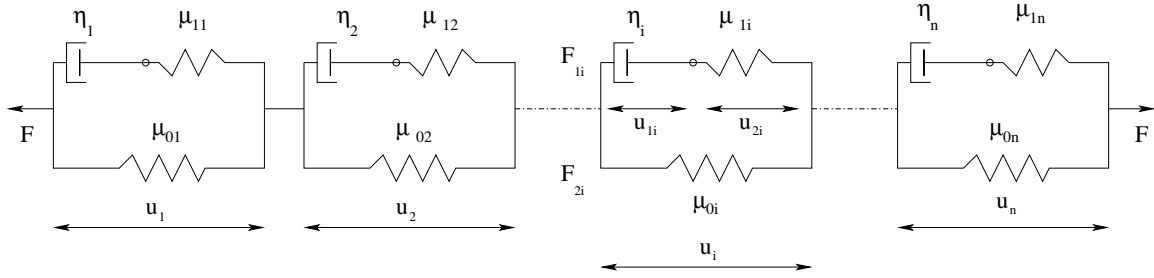 η₁ μ₁₁ η₂ μ₁₂ ηᵢ μ₁ᵢ ηₙ μ₁ₙ
F₁ᵢ
F μ₀₁ μ₀₂ u₁ᵢ u₂ᵢ μ₀ₙ F
F₂ᵢ μ₀ᵢ
u₁ u₂ uₙ
uᵢ